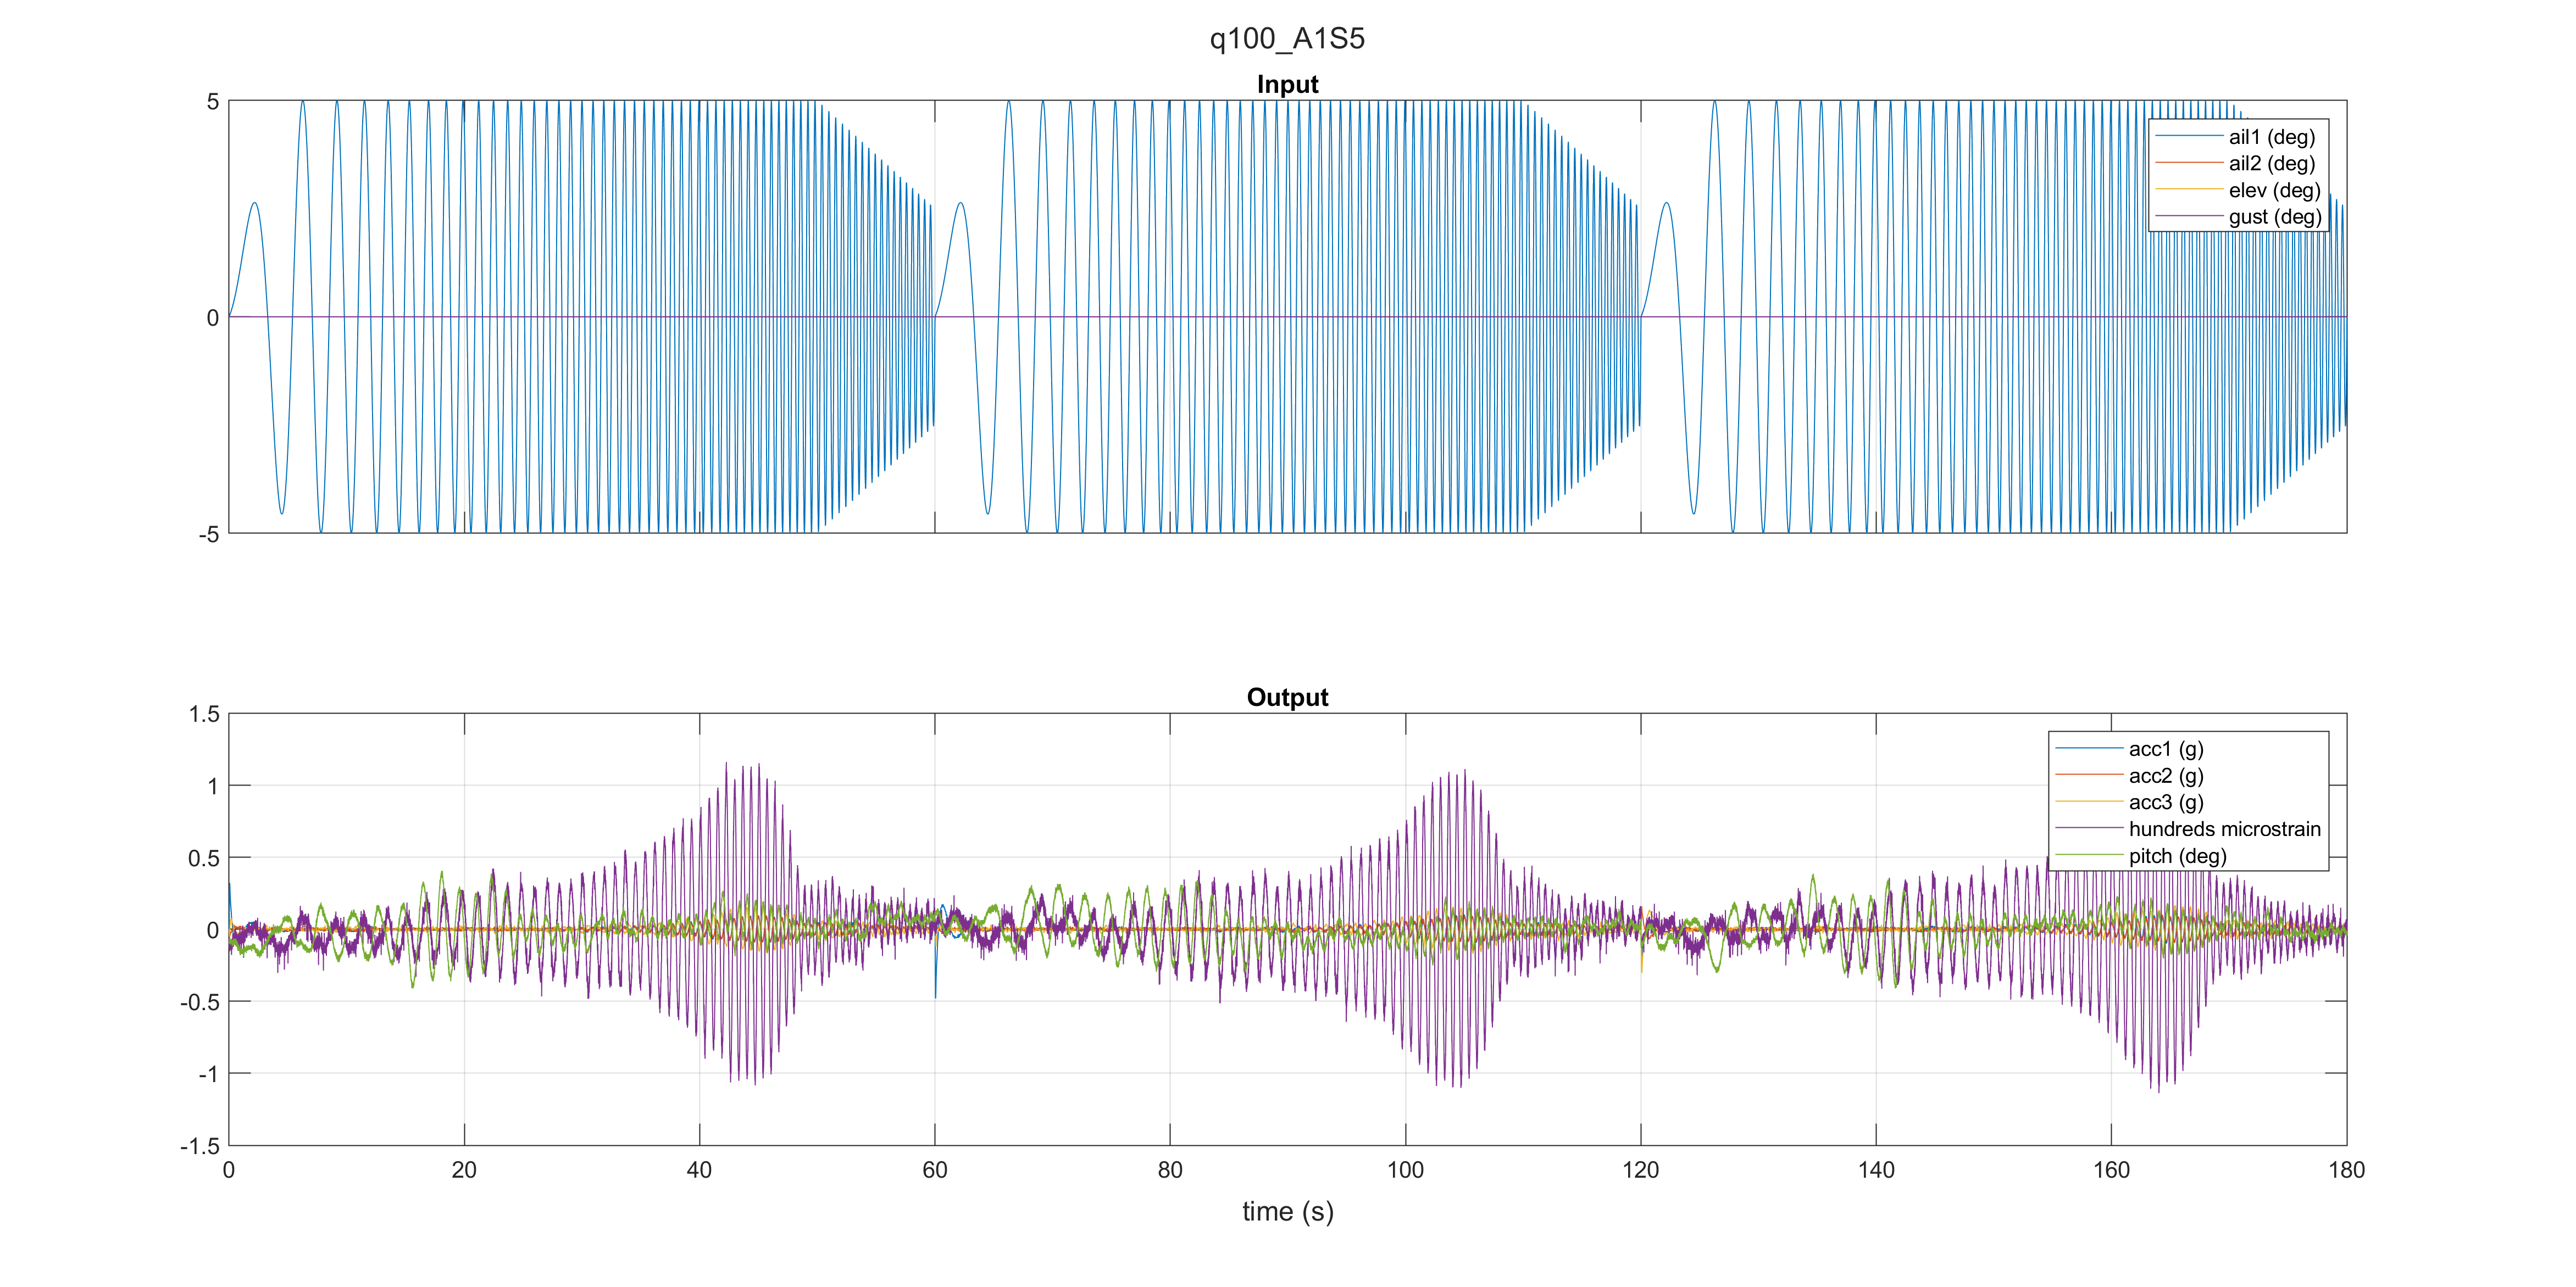 q100_A1S5
Input
5
0
-5
ail1 (deg)
ail2 (deg)
elev (deg)
gust (deg)
Output
1.5
1
0.5
0
-0.5
-1
-1.5
acc1 (g)
acc2 (g)
acc3 (g)
hundreds microstrain
pitch (deg)
0 20 40 60 80 100 120 140 160 180
time (s)